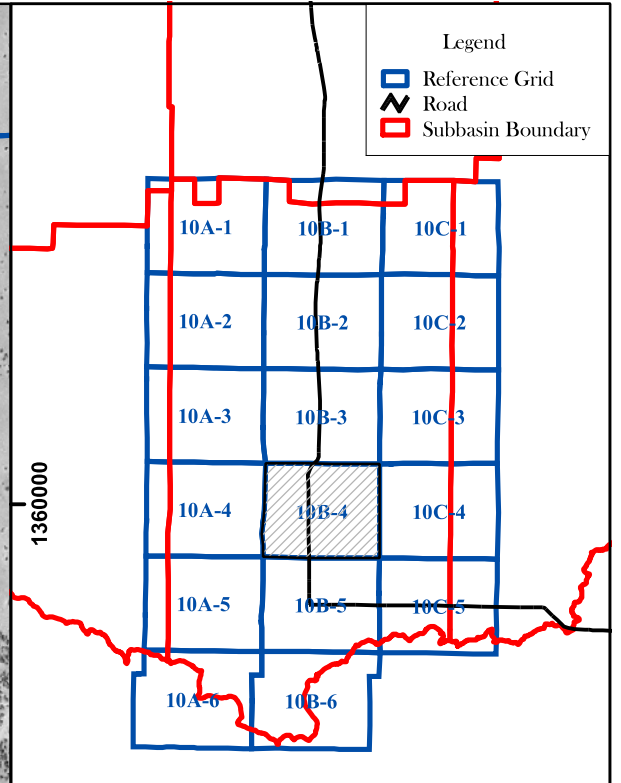 Legend
Reference Grid
Road
Subbasin Boundary
10A-1 10B-1 10C-1
10A-2 10B-2 10C-2
10A-3 10B-3 10C-3
1360000
10A-4 10B-4 10C-4
10A-5 10B-5 10C-5
10A-6 10B-6